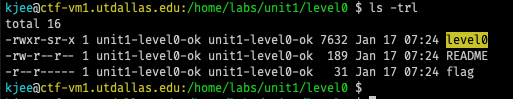 kjee@ctf-vm1.utdallas.edu:/home/labs/unit1/level0 $ ls -trl
total 16
-rwxr-sr-x 1 unit1-level0-ok unit1-level0-ok 7632 Jan 17 07:24 level0
-rw-r--r-- 1 unit1-level0-ok unit1-level0-ok 189 Jan 17 07:24 README
-r--r----- 1 unit1-level0-ok unit1-level0-ok 31 Jan 17 07:24 flag
kjee@ctf-vm1.utdallas.edu:/home/labs/unit1/level0 $